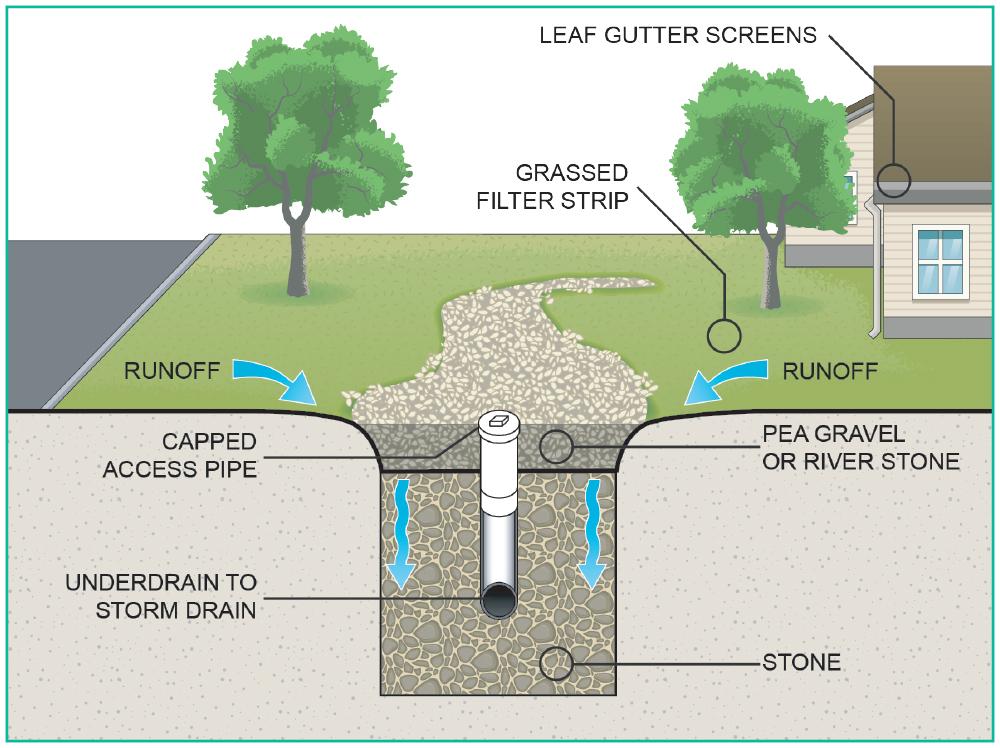 LEAF GUTTER SCREENS
GRASSED
FILTER STRIP
RUNOFF
RUNOFF
CAPPED
ACCESS PIPE
PEA GRAVEL
OR RIVER STONE
UNDERDRAIN TO
STORM DRAIN
STONE